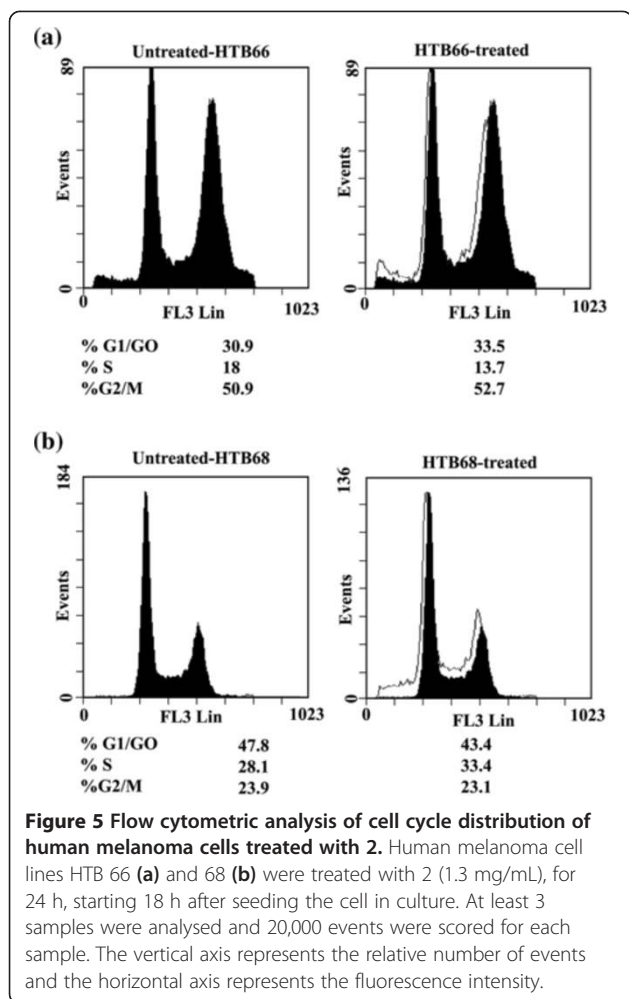 (a)
Untreated-HTB66 HTB66-treated
89 89
Events Events
0 0
0 FL3 Lin 1023 0 FL3 Lin 1023
% G1/GO 30.9 33.5
% S 18 13.7
%G2/M 50.9 52.7
(b)
Untreated-HTB68 HTB68-treated
184 136
Events Events
0 0
0 FL3 Lin 1023 0 FL3 Lin 1023
% G1/GO 47.8 43.4
% S 28.1 33.4
%G2/M 23.9 23.1
Figure 5 Flow cytometric analysis of cell cycle distribution of
human melanoma cells treated with 2. Human melanoma cell
lines HTB 66 (a) and 68 (b) were treated with 2 (1.3 mg/mL), for
24 h, starting 18 h after seeding the cell in culture. At least 3
samples were analysed and 20,000 events were scored for each
sample. The vertical axis represents the relative number of events
and the horizontal axis represents the fluorescence intensity.